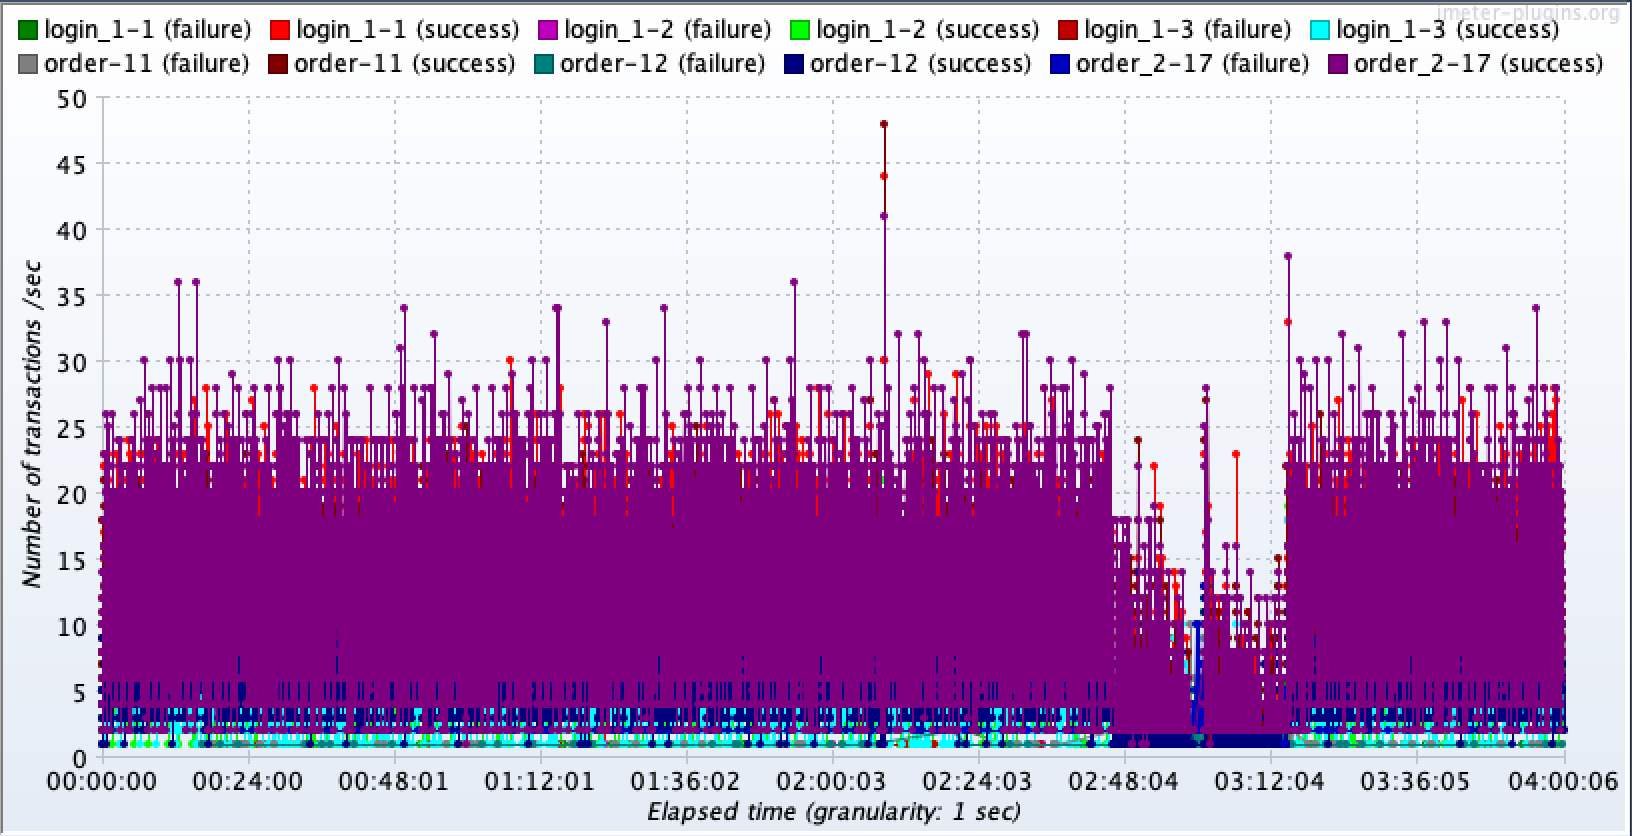 jmeter-plugins.org
login_1-1 (failure) login_1-1 (success) login_1-2 (failure) login_1-2 (success) login_1-3 (failure) login_1-3 (success)
order-11 (failure) order-11 (success) order-12 (failure) order-12 (success) order_2-17 (failure) order_2-17 (success)
Number of transactions /sec
50
45
40
35
30
25
20
15
10
5
0
00:00:00 00:24:00 00:48:01 01:12:01 01:36:02 02:00:03 02:24:03 02:48:04 03:12:04 03:36:05 04:00:06
Elapsed time (granularity: 1 sec)